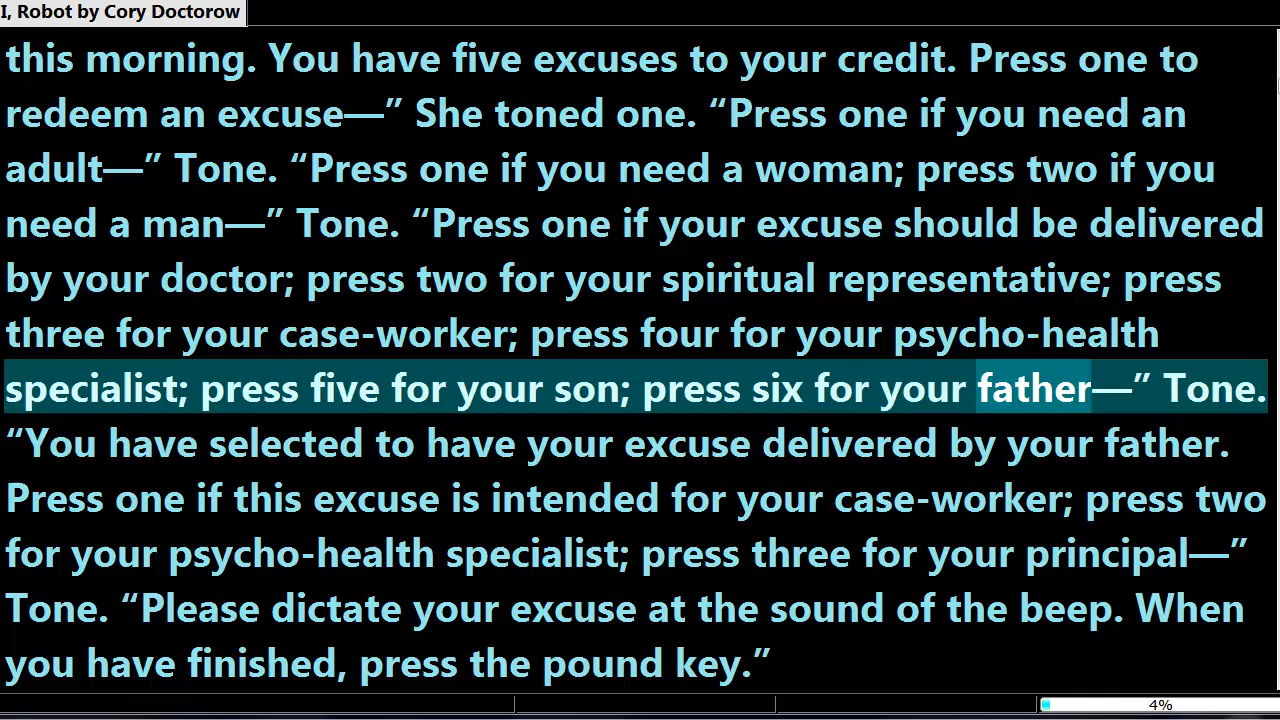 I, Robot by Cory Doctorow
this morning. You have five excuses to your credit. Press one to
redeem an excuse—” She toned one. “Press one if you need an
adult—” Tone. “Press one if you need a woman; press two if you
need a man—” Tone. “Press one if your excuse should be delivered
by your doctor; press two for your spiritual representative; press
three for your case-worker; press four for your psycho-health
specialist; press five for your son; press six for your father—” Tone.
“You have selected to have your excuse delivered by your father.
Press one if this excuse is intended for your case-worker; press two
for your psycho-health specialist; press three for your principal—”
Tone. “Please dictate your excuse at the sound of the beep. When
you have finished, press the pound key.”
4%